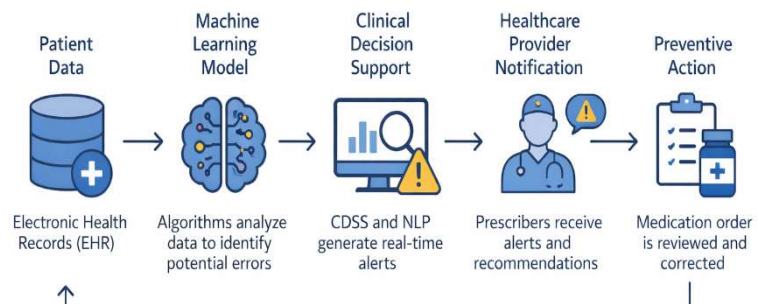 Patient
Data
Machine
Learning
Model
Clinical
Decision
Support
Healthcare
Provider
Notification
Preventive
Action
Electronic Health
Records (EHR)
Algorithms analyze
data to identify
potential errors
CDSS and NLP
generate real-time
alerts
Prescribers receive
alerts and
recommendations
Medication order
is reviewed and
corrected